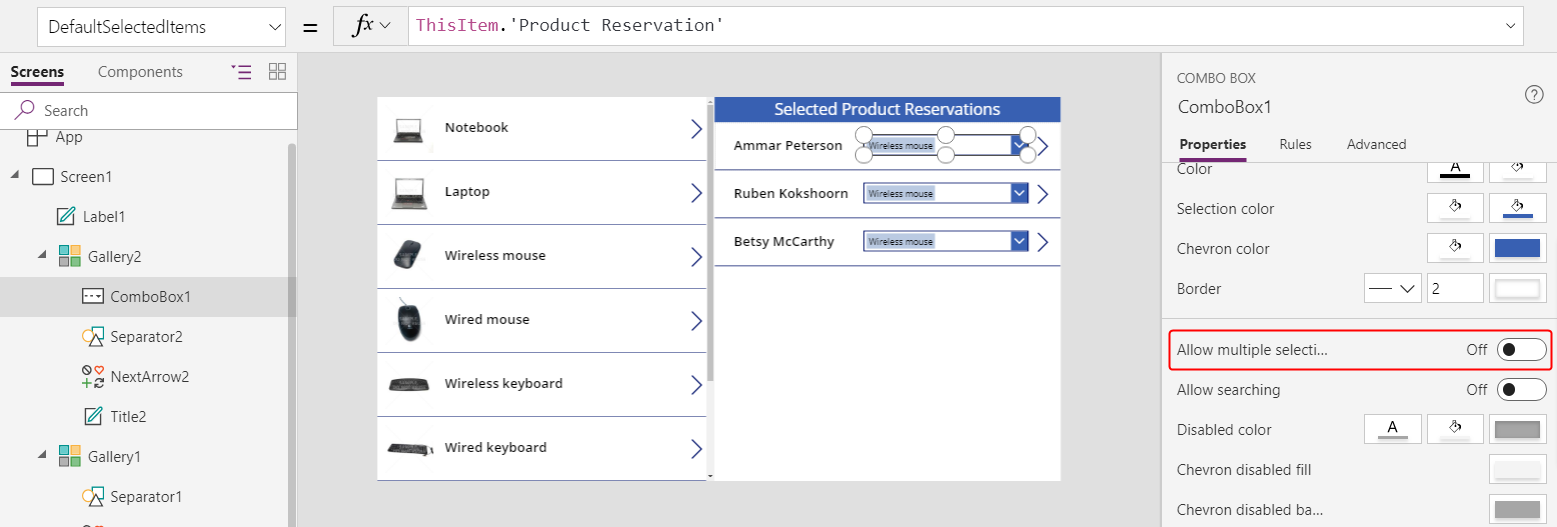 DefaultSelectedItems = fx ThisItem.'Product Reservation'
Screens Components
Search
App
Screen1
Label1
Gallery2
ComboBox1
Separator2
NextArrow2
Title2
Gallery1
Separator1
Notebook
Laptop
Wireless mouse
Wired mouse
Wireless keyboard
Wired keyboard
Selected Product Reservations
Ammar Peterson Wireless mouse
Ruben Kokshoorn Wireless mouse
Betsy McCarthy Wireless mouse
COMBO BOX
ComboBox1
?
Properties Rules Advanced
Color A
Selection color
Chevron color
Border 2
Allow multiple selecti... Off
Allow searching Off
Disabled color A
Chevron disabled fill
Chevron disabled ba...